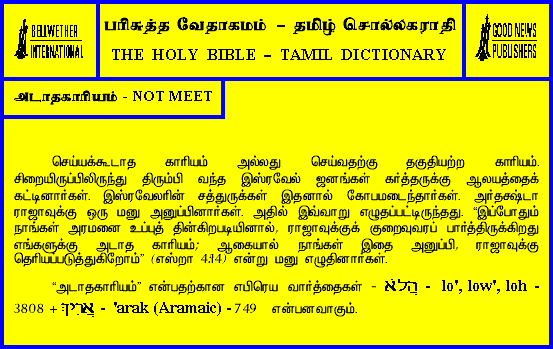 BELLWETHER
INTERNATIONAL
பரிசுத்த வேதாகமம் – தமிழ் சொல்லகராதி
THE HOLY BIBLE – TAMIL DICTIONARY
GOOD NEWS
PUBLISHERS
அடாதகாரியம் - NOT MEET
செய்யக்கூடாத காரியம் அல்லது செய்வதற்கு தகுதியற்ற காரியம்.
சிறையிருப்பிலிருந்து திரும்பி வந்த இஸ்ரவேல் ஜனங்கள் கர்த்தருக்கு ஆலயத்தைக்
கட்டினார்கள். இஸ்ரவேலரின் சத்துருக்கள் இதனால் கோபமடைந்தார்கள். அர்தசஷ்டா
ராஜாவுக்கு ஒரு மனு அனுப்பினார்கள். அதில் இவ்வாறு எழுதப்பட்டிருந்தது. “இப்போதும்
நாங்கள் அரமனை உப்புத் தின்கிறபடியினால், ராஜாவுக்குக் குறைவுவரப் பார்த்திருக்கிறது
எங்களுக்கு அடாத காரியம்; ஆகையால் நாங்கள் இதை அனுப்பி, ராஜாவுக்கு
தெரியப்படுத்துகிறோம்” (எஸ்றா 4:14) என்று மனு எழுதினார்கள்.
“அடாதகாரியம்” என்பதற்கான எபிரெய வார்த்தைகள் - הֲלֹא - lo', low', loh -
3808 + אֲרִיךְ - 'arak (Aramaic) - 749 என்பனவாகும்.